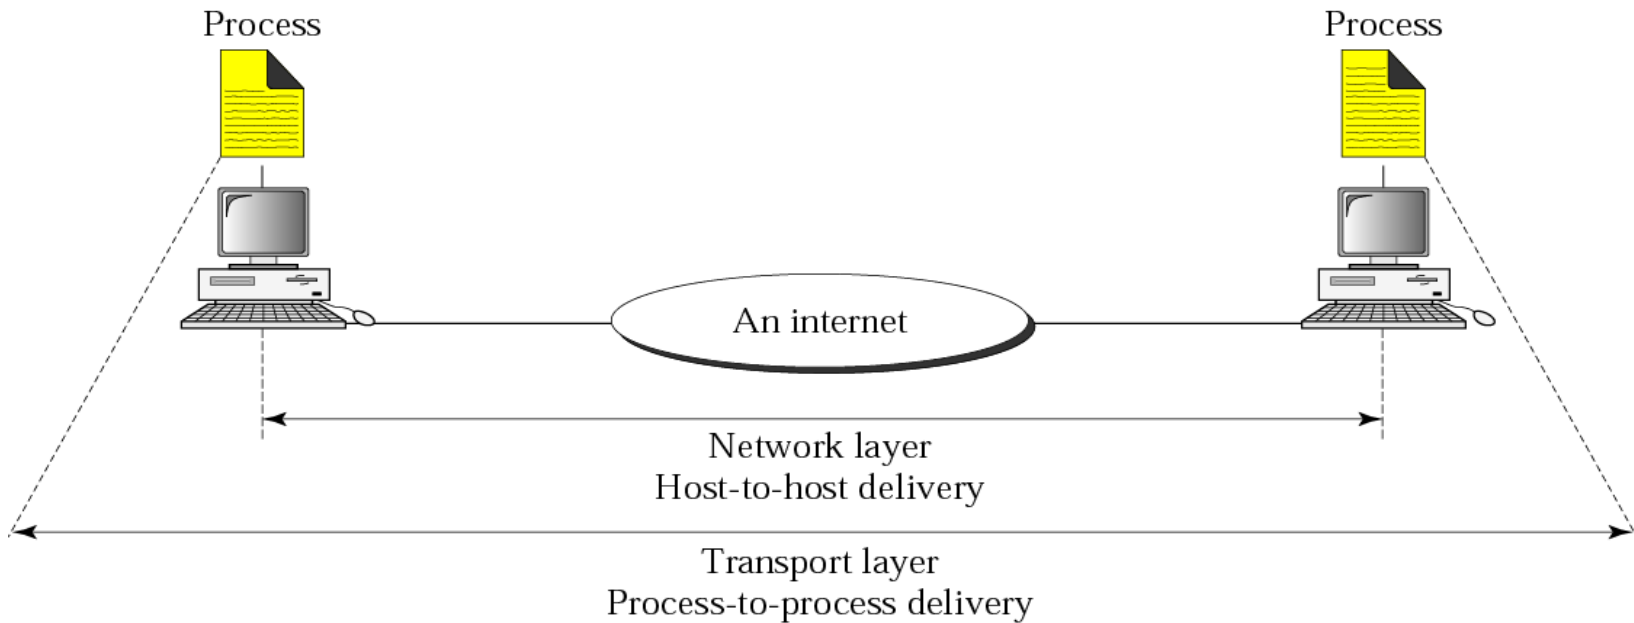 Process
Process
An internet
Network layer
Host-to-host delivery
Transport layer
Process-to-process delivery